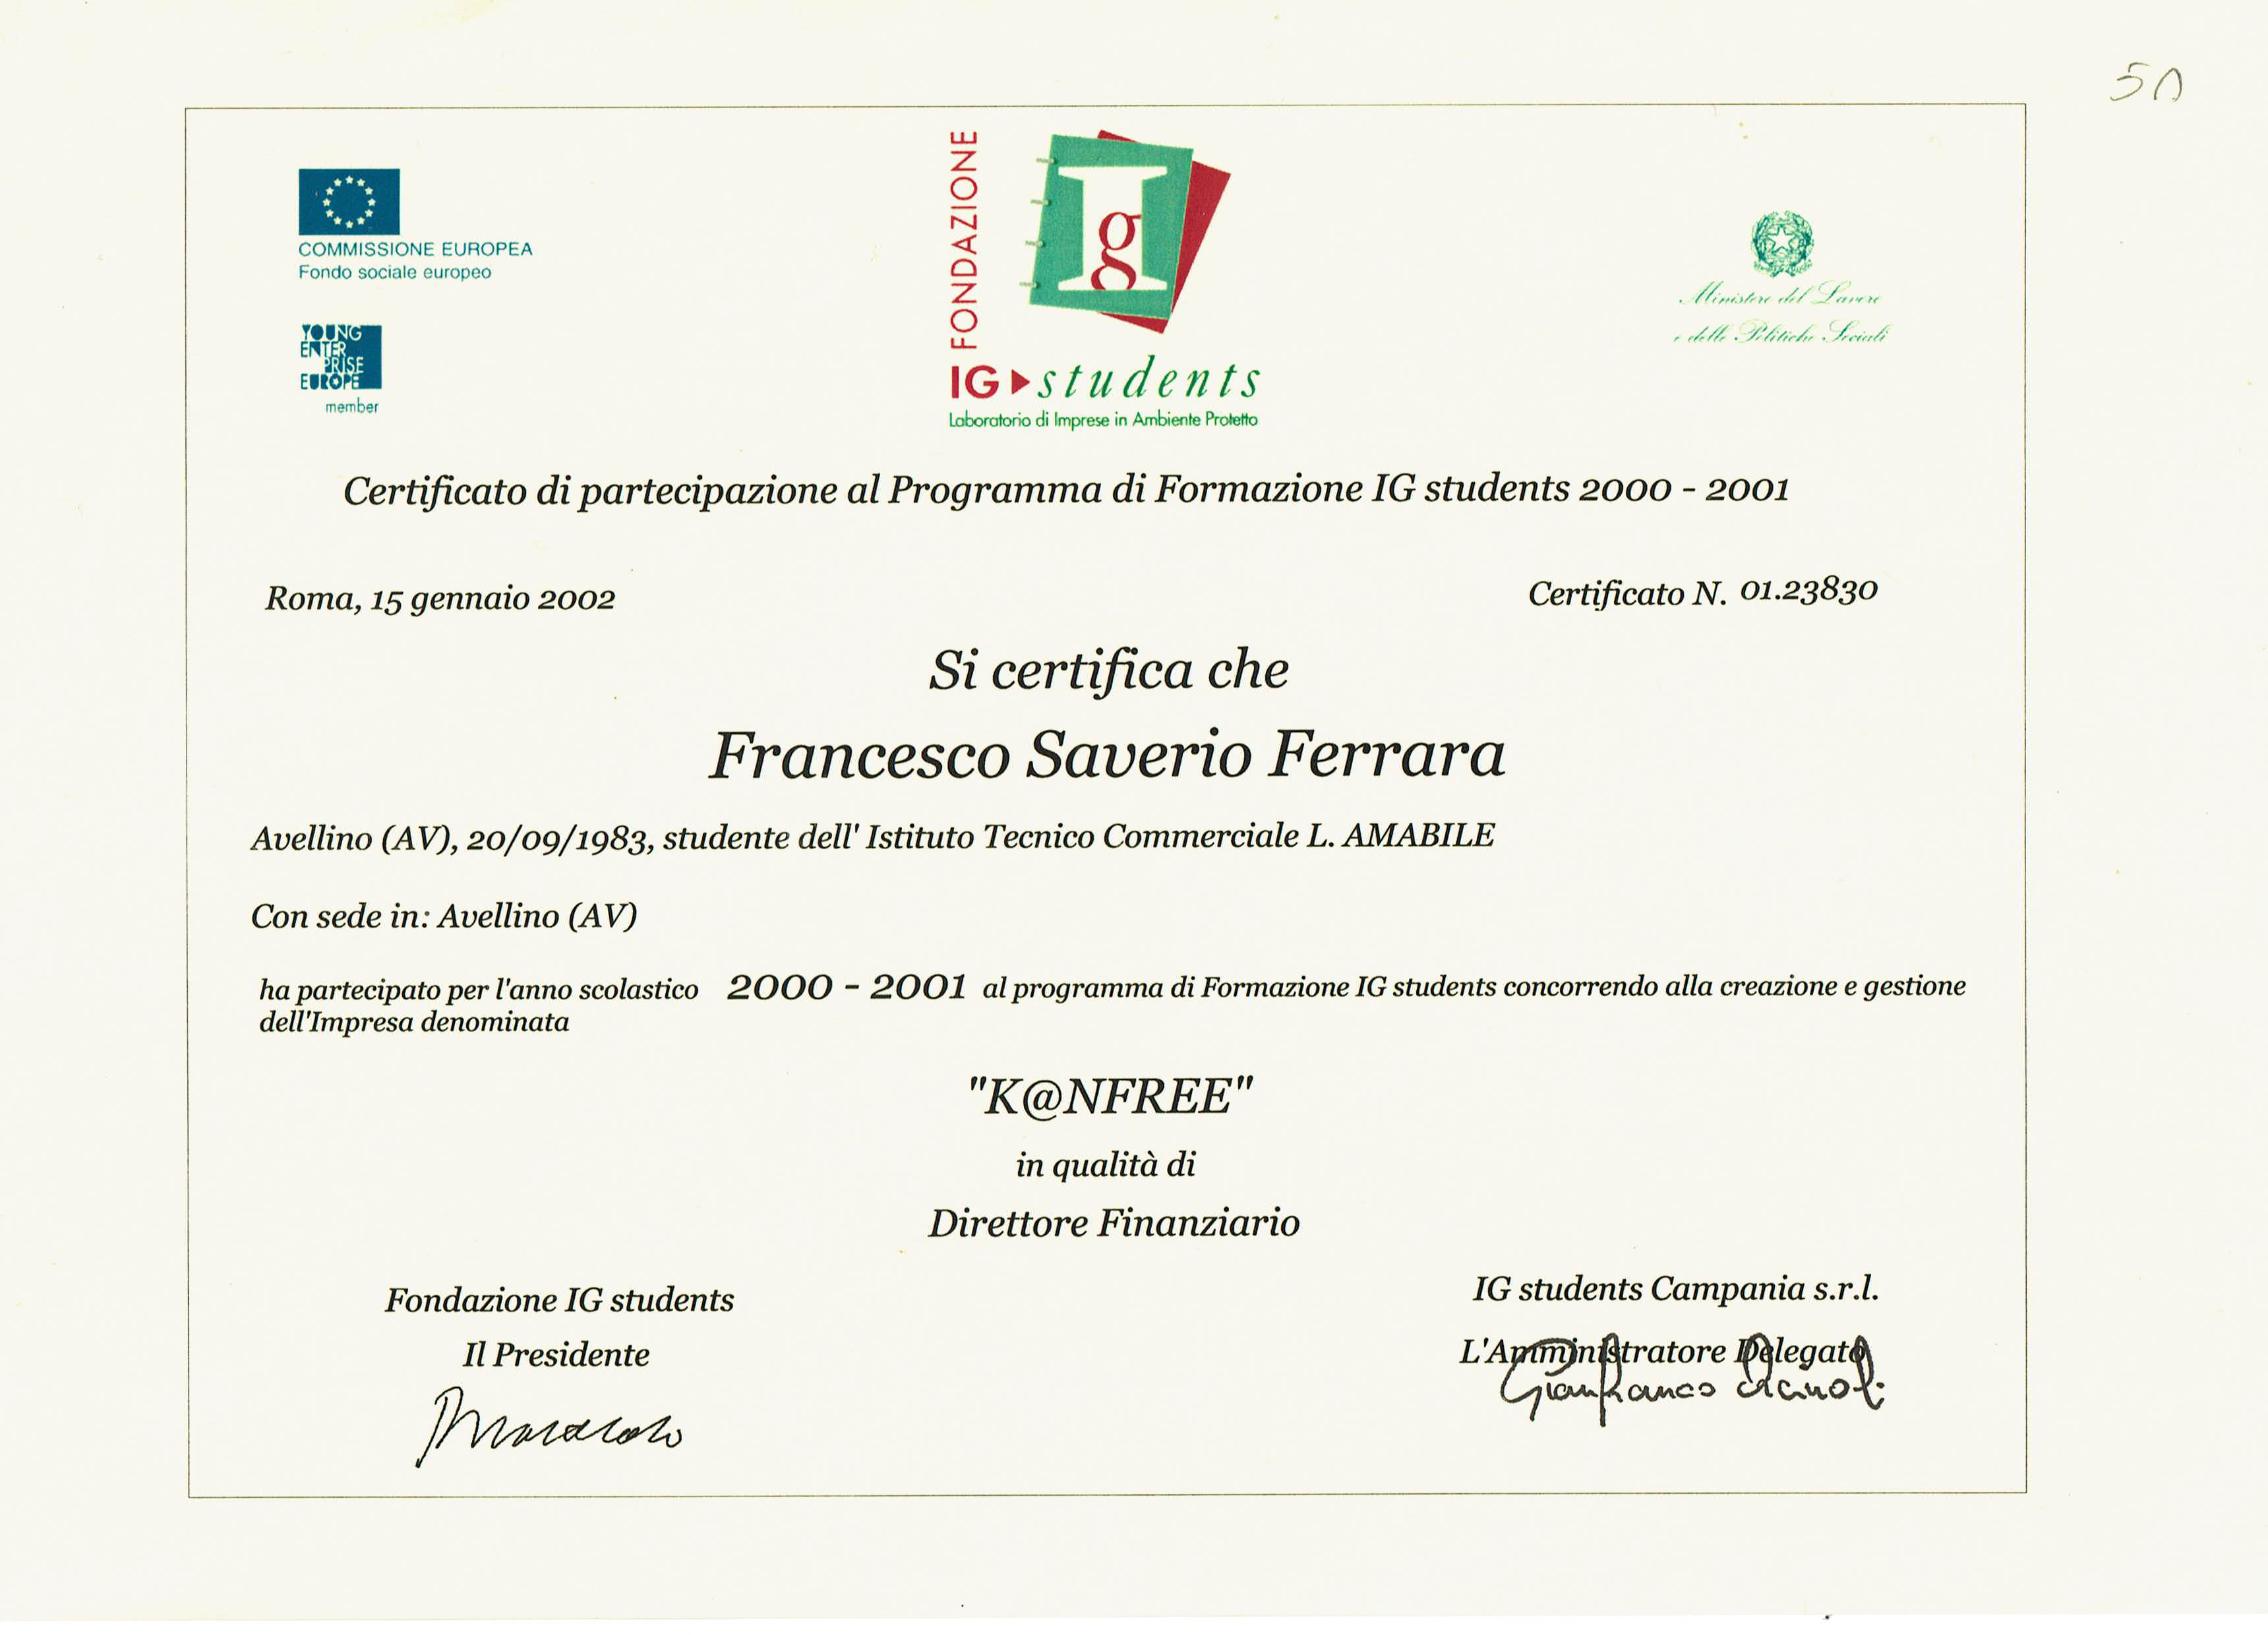 5A
COMMISSIONE EUROPEA
Fondo sociale europeo
YOUNG
ENTER
PRISE
EUROPE
member
FONDAZIONE
Ig
IG students
Laboratorio di Imprese in Ambiente Protetto
Ministero del Lavoro
e delle Politiche Sociali
Certificato di partecipazione al Programma di Formazione IG students 2000 - 2001
Roma, 15 gennaio 2002
Certificato N. 01.23830
Si certifica che
Francesco Saverio Ferrara
Avellino (AV), 20/09/1983, studente dell' Istituto Tecnico Commerciale L. AMABILE
Con sede in: Avellino (AV)
ha partecipato per l'anno scolastico 2000 - 2001 al programma di Formazione IG students concorrendo alla creazione e gestione
dell'Impresa denominata
"K@NFREE"
in qualità di
Direttore Finanziario
Fondazione IG students
Il Presidente
IG students Campania s.r.l.
L'Amministratore Delegato
Gianfranco